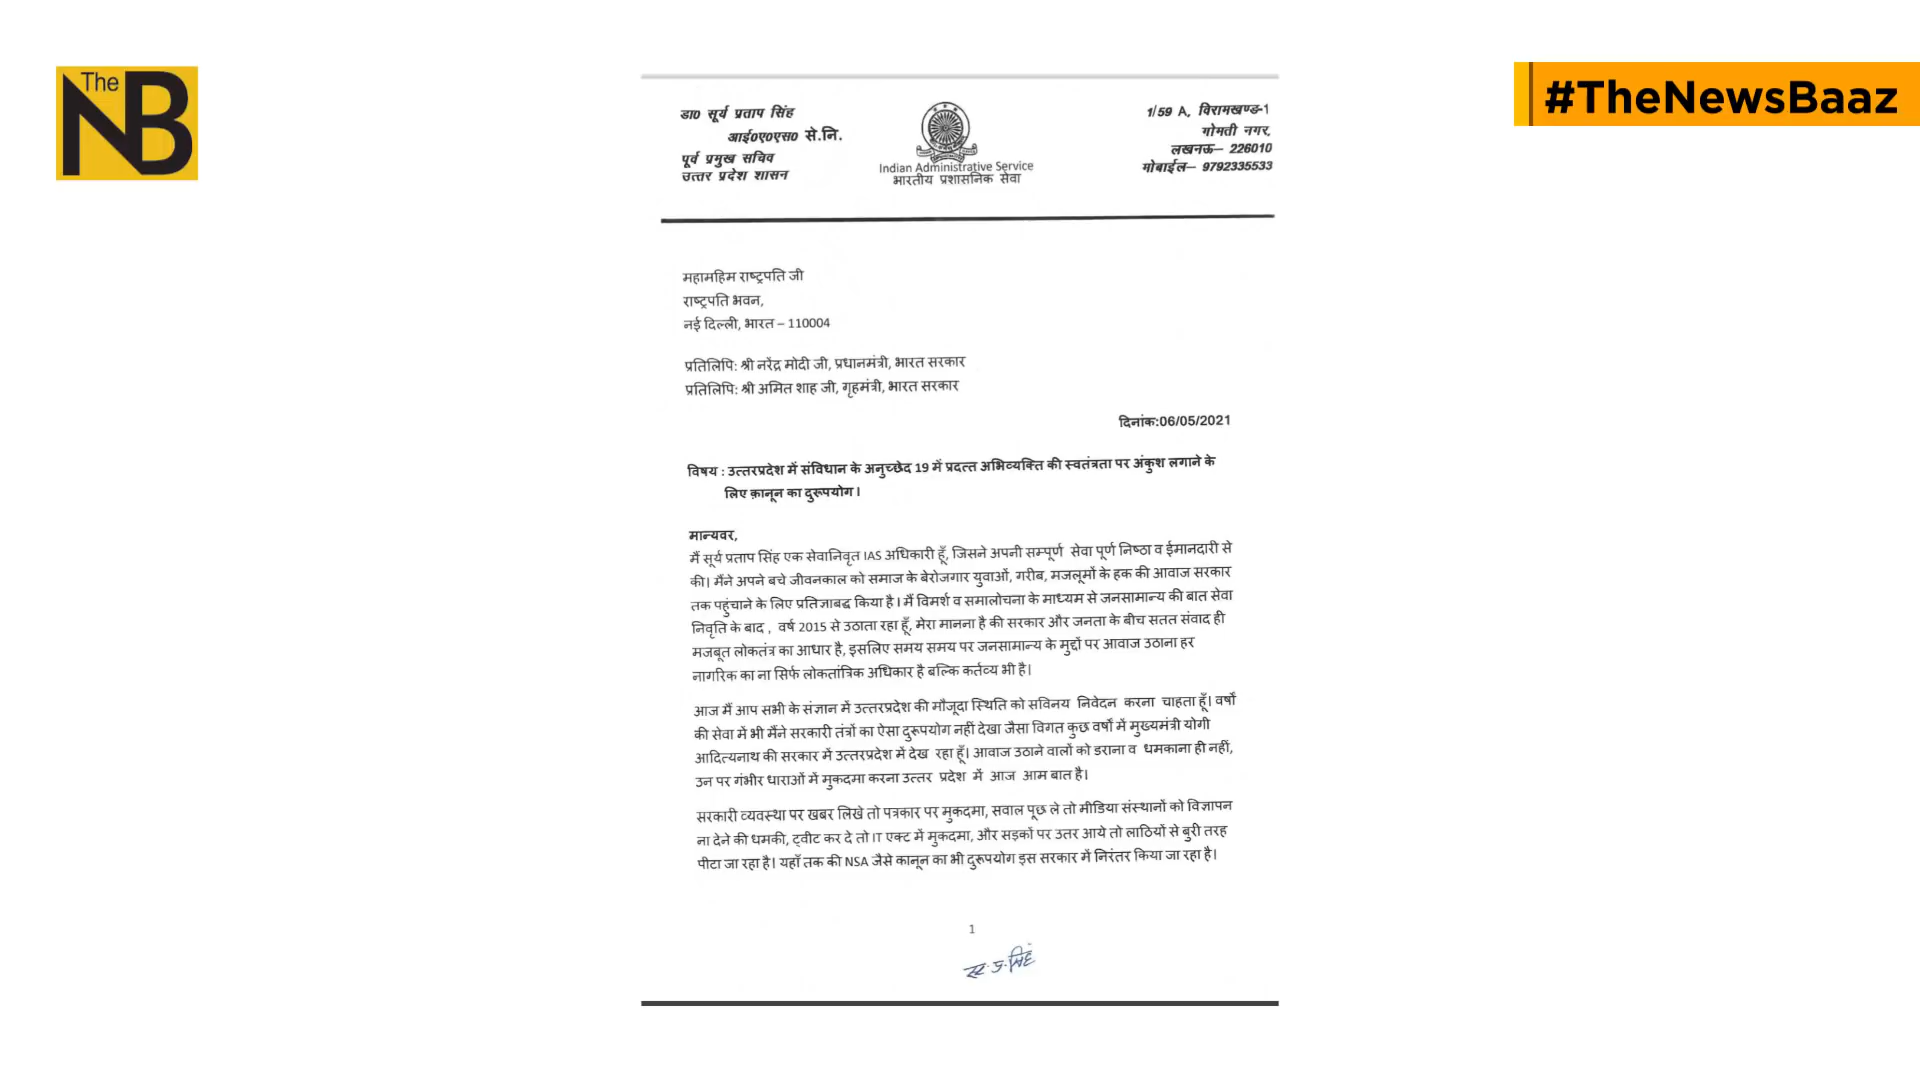 The
NB
#TheNewsBaaz
डा0 सूर्य प्रताप सिंह
आई0ए0एस0 से.नि.
पूर्व प्रमुख सचिव
उत्तर प्रदेश शासन
Indian Administrative Service
भारतीय प्रशासनिक सेवा
1/59 A, विरामखण्ड-1
गोमती नगर,
लखनऊ– 226010
मोबाईल– 9792335533
महामहिम राष्ट्रपति जी
राष्ट्रपति भवन,
नई दिल्ली, भारत – 110004
प्रतिलिपि: श्री नरेंद्र मोदी जी, प्रधानमंत्री, भारत सरकार
प्रतिलिपि: श्री अमित शाह जी, गृहमंत्री, भारत सरकार
दिनांक:06/05/2021
विषय : उत्तरप्रदेश में संविधान के अनुच्छेद 19 में प्रदत्त अभिव्यक्ति की स्वतंत्रता पर अंकुश लगाने के
लिए क़ानून का दुरूपयोग ।
मान्यवर,
मैं सूर्य प्रताप सिंह एक सेवानिवृत IAS अधिकारी हूँ, जिसने अपनी सम्पूर्ण सेवा पूर्ण निष्ठा व ईमानदारी से
की। मैंने अपने बचे जीवनकाल को समाज के बेरोजगार युवाओं, गरीब, मजलूमों के हक की आवाज सरकार
तक पहुंचाने के लिए प्रतिज्ञाबद्ध किया है । मैं विमर्श व समालोचना के माध्यम से जनसामान्य की बात सेवा
निवृति के बाद , वर्ष 2015 से उठाता रहा हूँ, मेरा मानना है की सरकार और जनता के बीच सतत संवाद ही
मजबूत लोकतंत्र का आधार है, इसलिए समय समय पर जनसामान्य के मुद्दों पर आवाज उठाना हर
नागरिक का ना सिर्फ लोकतांत्रिक अधिकार है बल्कि कर्तव्य भी है।
आज मैं आप सभी के संज्ञान में उत्तरप्रदेश की मौजूदा स्थिति को सविनय निवेदन करना चाहता हूँ। वर्षों
की सेवा में भी मैंने सरकारी तंत्रों का ऐसा दुरूपयोग नहीं देखा जैसा विगत कुछ वर्षों में मुख्यमंत्री योगी
आदित्यनाथ की सरकार में उत्तरप्रदेश में देख रहा हूँ। आवाज उठाने वालों को डराना व धमकाना ही नहीं,
उन पर गंभीर धाराओं में मुकदमा करना उत्तर प्रदेश में आज आम बात है।
सरकारी व्यवस्था पर खबर लिखे तो पत्रकार पर मुकदमा, सवाल पूछ ले तो मीडिया संस्थानों को विज्ञापन
ना देने की धमकी, ट्वीट कर दे तो IT एक्ट में मुकदमा, और सड़कों पर उतर आये तो लाठियों से बुरी तरह
पीटा जा रहा है। यहाँ तक की NSA जैसे कानून का भी दुरूपयोग इस सरकार में निरंतर किया जा रहा है।
1
सू. प्र. सिंह